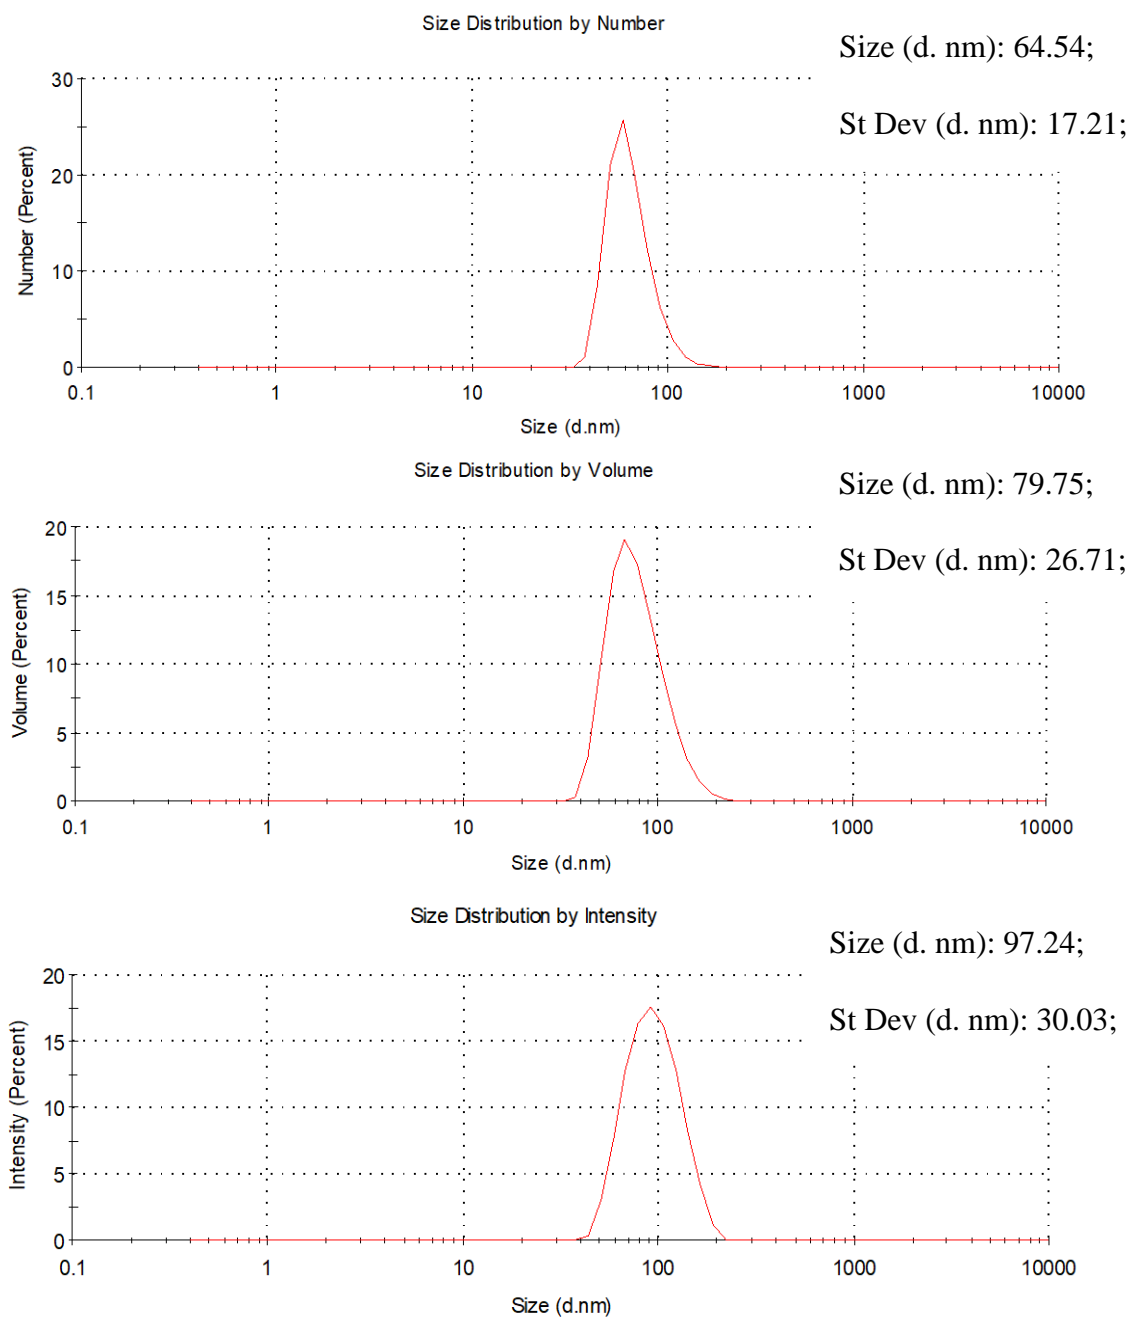 Size Distribution by Number
Size (d. nm): 64.54;
St Dev (d. nm): 17.21;
Number (Percent)
30
20
10
0
0.1 1 10 100 1000 10000
Size (d.nm)
Size Distribution by Volume
Size (d. nm): 79.75;
St Dev (d. nm): 26.71;
Volume (Percent)
20
15
10
5
0
0.1 1 10 100 1000 10000
Size (d.nm)
Size Distribution by Intensity
Size (d. nm): 97.24;
St Dev (d. nm): 30.03;
Intensity (Percent)
20
15
10
5
0
0.1 1 10 100 1000 10000
Size (d.nm)